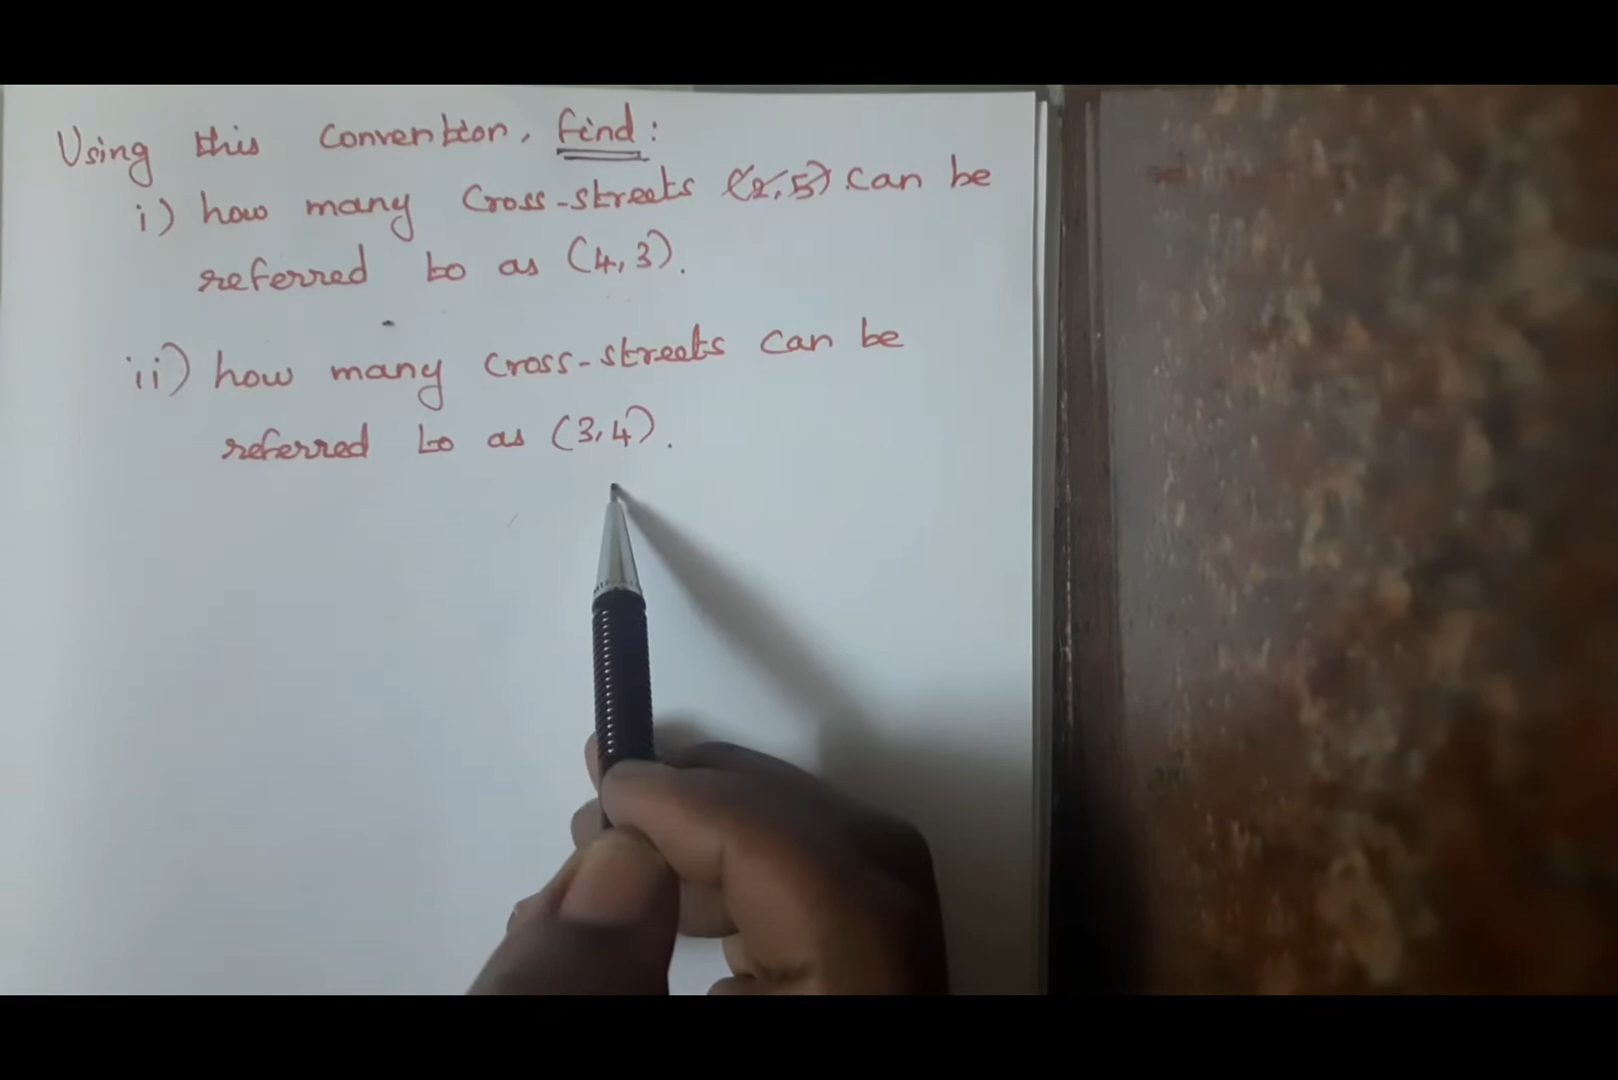 Using this convention, find:
i) how many cross-streets (2,5) can be
referred to as (4,3).
ii) how many cross-streets can be
referred to as (3,4).